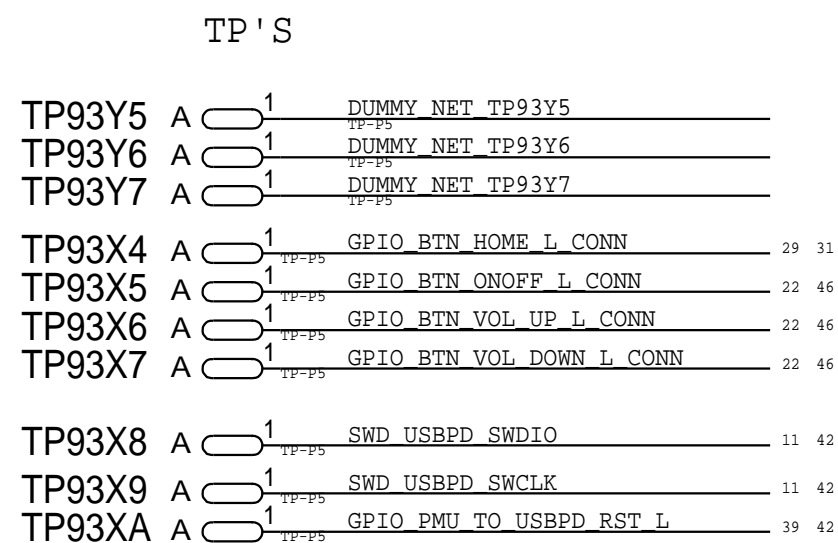 TP'S
TP93Y5 A 1 DUMMY_NET_TP93Y5
TP-P5
TP93Y6 A 1 DUMMY_NET_TP93Y6
TP-P5
TP93Y7 A 1 DUMMY_NET_TP93Y7
TP-P5
TP93X4 A 1 TP-P5 GPIO_BTN_HOME_L_CONN 29 31
TP93X5 A 1 TP-P5 GPIO_BTN_ONOFF_L_CONN 22 46
TP93X6 A 1 TP-P5 GPIO_BTN_VOL_UP_L_CONN 22 46
TP93X7 A 1 TP-P5 GPIO_BTN_VOL_DOWN_L_CONN 22 46
TP93X8 A 1 TP-P5 SWD_USBPD_SWDIO 11 42
TP93X9 A 1 TP-P5 SWD_USBPD_SWCLK 11 42
TP93XA A 1 TP-P5 GPIO_PMU_TO_USBPD_RST_L 39 42